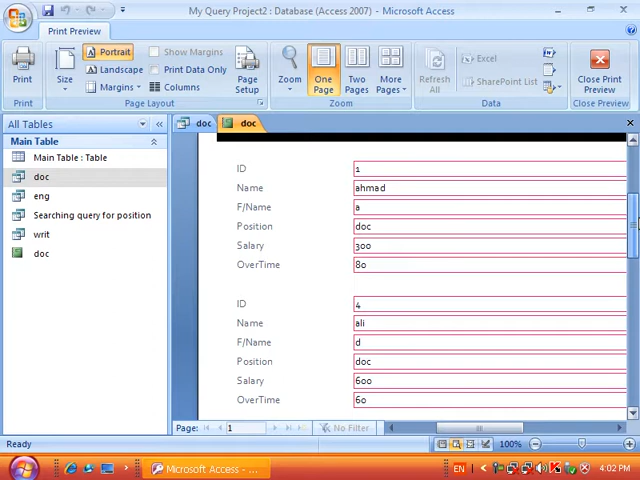 My Query Project2 : Database (Access 2007) - Microsoft Access
Print Preview
Print
Size
Portrait
Landscape
Margins
Show Margins
Print Data Only
Columns
Page Setup
Zoom
One Page
Two Pages
More Pages
Refresh All
Excel
SharePoint List
Close Print Preview
Print
Page Layout
Zoom
Data
Close Preview
All Tables
Main Table
Main Table : Table
doc
eng
Searching query for position
writ
doc
doc
doc
ID 1
Name ahmad
F/Name a
Position doc
Salary 300
OverTime 80
ID 4
Name ali
F/Name d
Position doc
Salary 600
OverTime 60
Page: 1 No Filter
Ready 100%
Microsoft Access - ... EN 4:02 PM